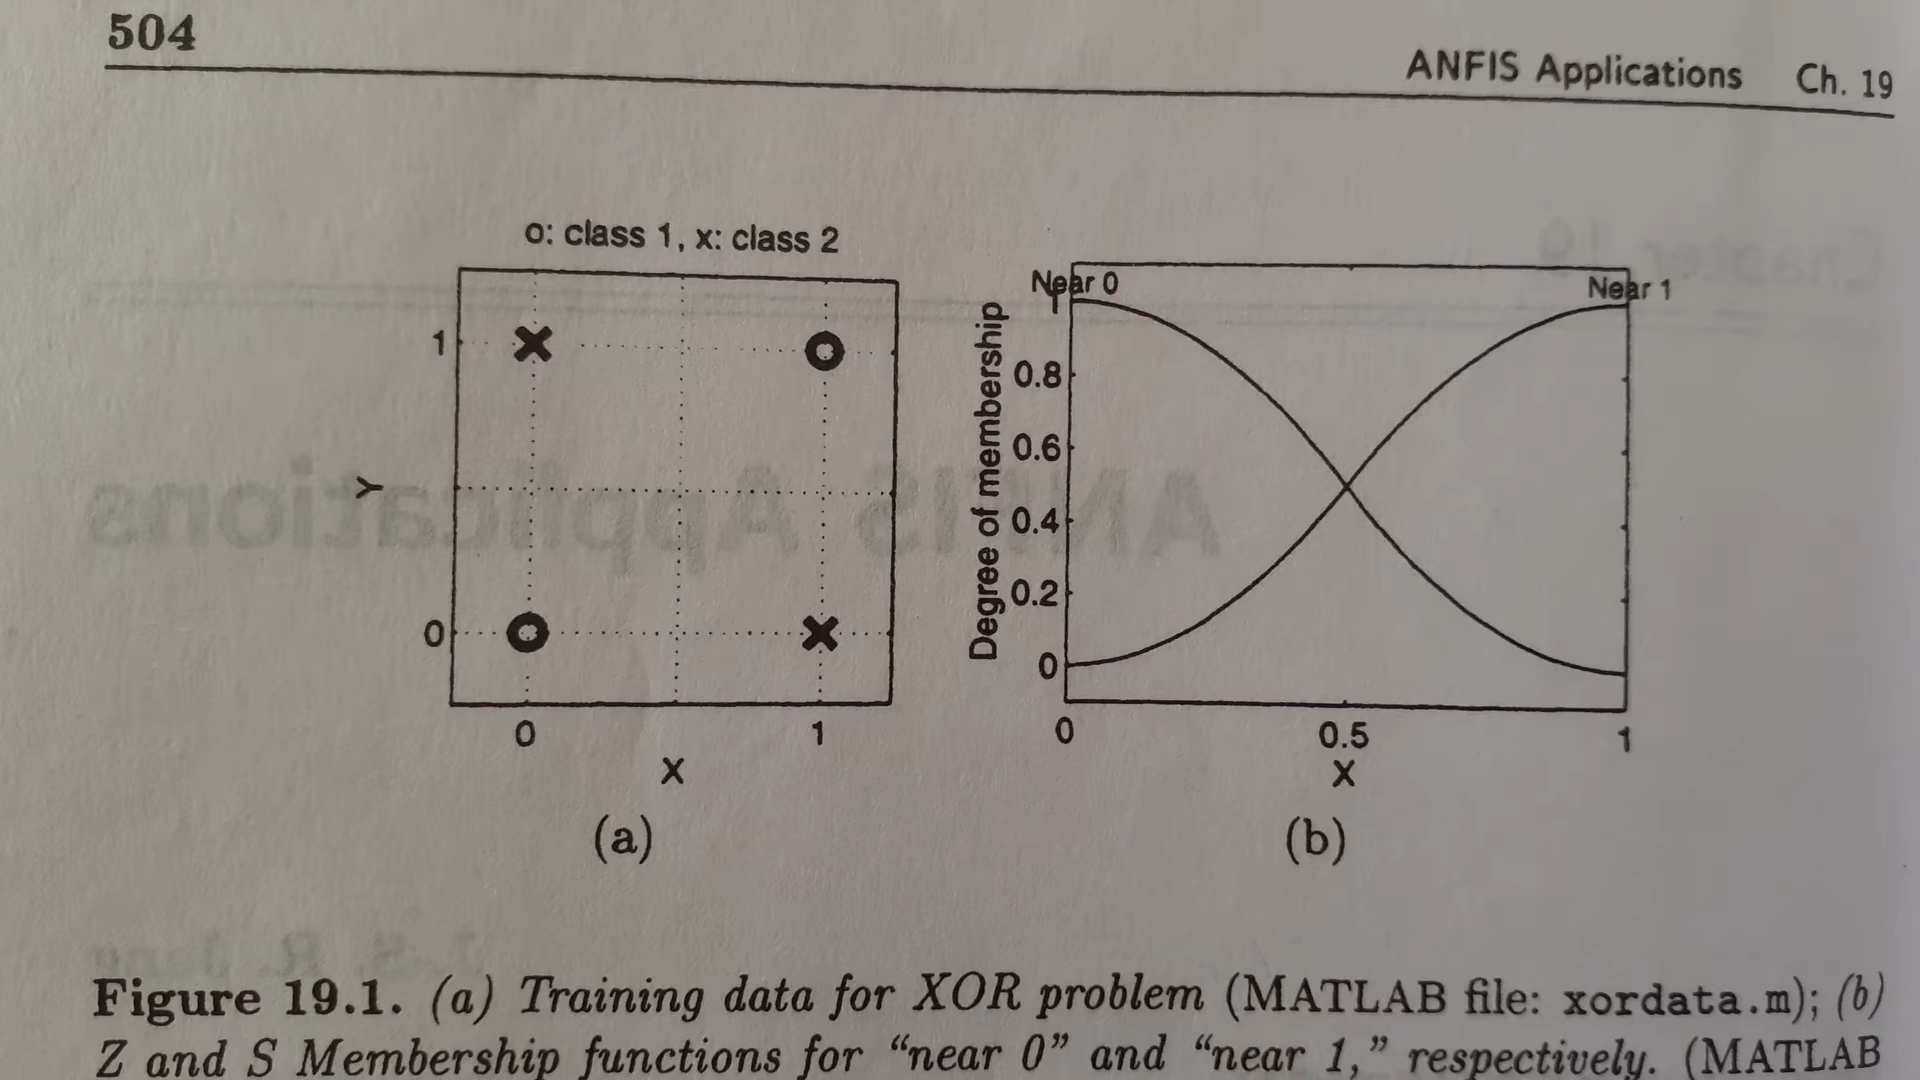 504
ANFIS Applications Ch. 19
o: class 1, x: class 2
1
0
Y
0 1
X
(a)
Near 0 Near 1
1
0.8
0.6
0.4
0.2
0
Degree of membership
0 0.5 1
X
(b)
Figure 19.1. (a) Training data for XOR problem (MATLAB file: xordata.m); (b)
Z and S Membership functions for “near 0” and “near 1,” respectively. (MATLAB